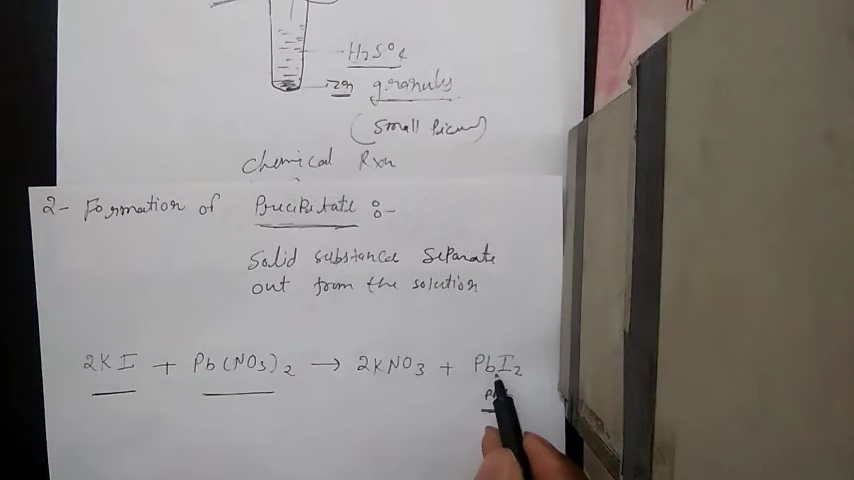 H2SO4
Zn granules
(Small Pieces)
Chemical Rxn
2- Formation of Precipitate :-
Solid substance separate
out from the solution
2KI + Pb(NO3)2 → 2KNO3 + PbI2